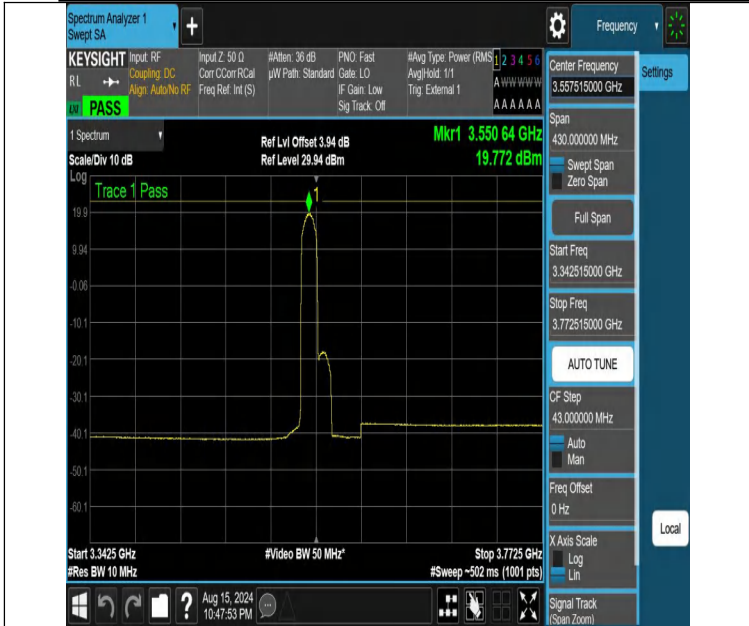 Spectrum Analyzer 1
Swept SA
Frequency
KEYSIGHT
RL
EXT PASS
Input: RF
Coupling: DC
Align: Auto/No RF
Input Z: 50 Ω
Corr CCorr RCal
Freq Ref: Int (S)
#Atten: 36 dB
µW Path: Standard
PNO: Fast
Gate: LO
IF Gain: Low
Sig Track: Off
#Avg Type: Power (RMS
Avg|Hold: 1/1
Trig: External 1
1 2 3 4 5 6
A W W W W W
A A A A A A
1 Spectrum
Scale/Div 10 dB
Ref Lvl Offset 3.94 dB
Ref Level 29.94 dBm
Mkr1 3.550 64 GHz
19.772 dBm
Log
Trace 1 Pass
1
19.9
9.94
-0.06
-10.1
-20.1
-30.1
-40.1
-50.1
-60.1
Start 3.3425 GHz
#Res BW 10 MHz
#Video BW 50 MHz*
Stop 3.7725 GHz
#Sweep ~502 ms (1001 pts)
?
Aug 15, 2024
10:47:53 PM
Center Frequency
3.557515000 GHz
Settings
Span
430.000000 MHz
Swept Span
Zero Span
Full Span
Start Freq
3.342515000 GHz
Stop Freq
3.772515000 GHz
AUTO TUNE
CF Step
43.000000 MHz
Auto
Man
Freq Offset
0 Hz
Local
X Axis Scale
Log
Lin
Signal Track
(Span Zoom)